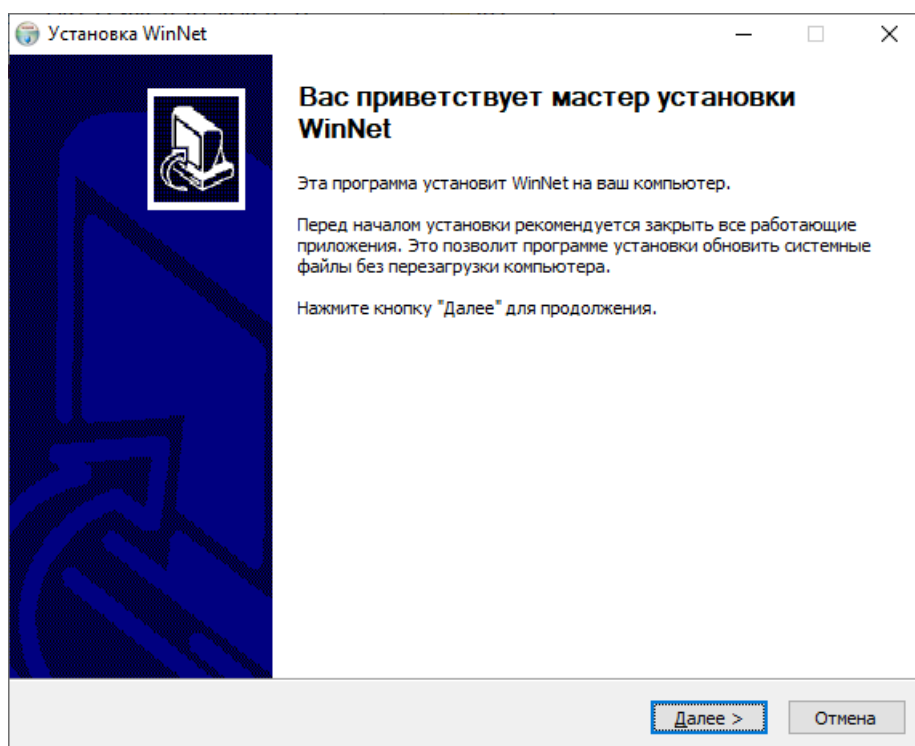 Установка WinNet
Вас приветствует мастер установки
WinNet
Эта программа установит WinNet на ваш компьютер.
Перед началом установки рекомендуется закрыть все работающие
приложения. Это позволит программе установки обновить системные
файлы без перезагрузки компьютера.
Нажмите кнопку "Далее" для продолжения.
Далее >
Отмена